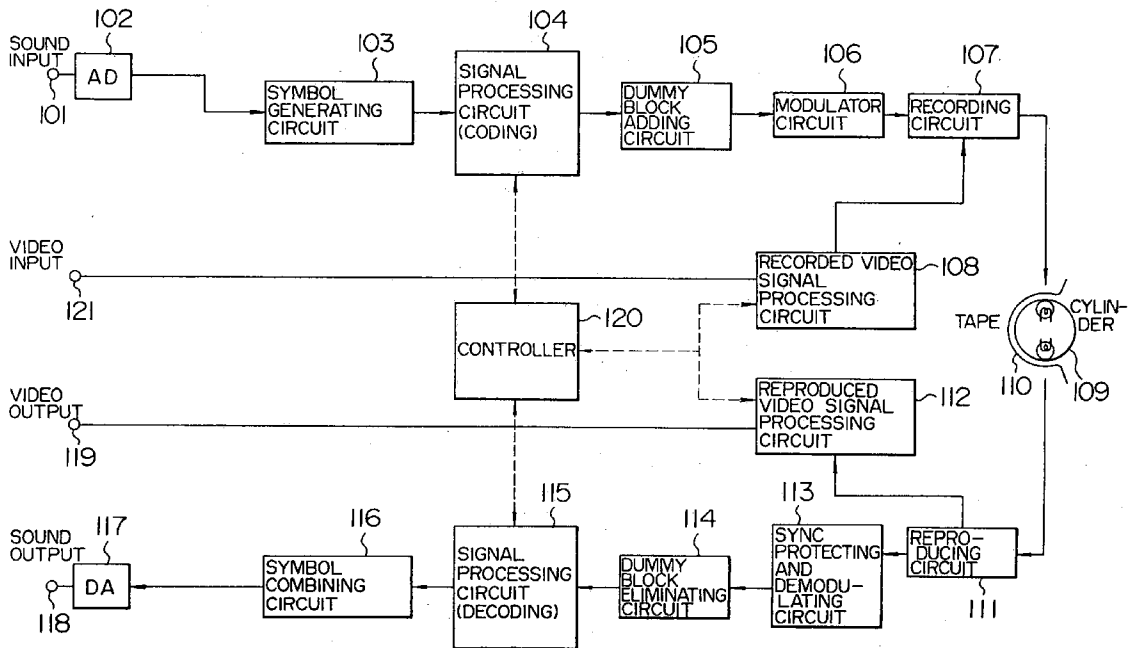 SOUND
INPUT
101
102
AD
103
SYMBOL
GENERATING
CIRCUIT
104
SIGNAL
PROCESSING
CIRCUIT
(CODING)
105
DUMMY
BLOCK
ADDING
CIRCUIT
106
MODULATOR
CIRCUIT
107
RECORDING
CIRCUIT
VIDEO
INPUT
121
RECORDED VIDEO
SIGNAL
PROCESSING
CIRCUIT
108
120
CONTROLLER
TAPE
CYLIN-
DER
110
109
VIDEO
OUTPUT
119
REPRODUCED
VIDEO SIGNAL
PROCESSING
CIRCUIT
112
SOUND
OUTPUT
118
117
DA
116
SYMBOL
COMBINING
CIRCUIT
115
SIGNAL
PROCESSING
CIRCUIT
(DECODING)
114
DUMMY
BLOCK
ELIMINATING
CIRCUIT
113
SYNC
PROTECTING
AND
DEMODU-
LATING
CIRCUIT
REPRO-
DUCING
CIRCUIT
111